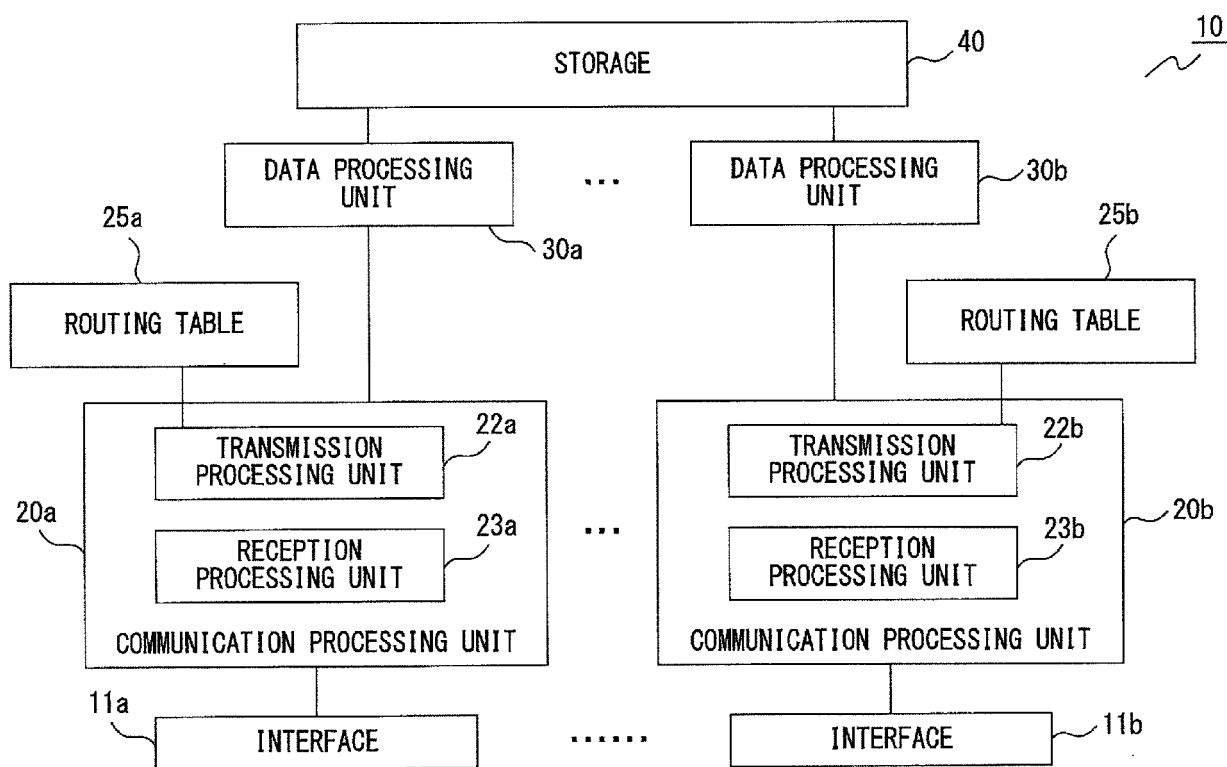 10
STORAGE
40
DATA PROCESSING
UNIT
30a
...
DATA PROCESSING
UNIT
30b
25a
ROUTING TABLE
25b
ROUTING TABLE
TRANSMISSION
PROCESSING UNIT
22a
RECEPTION
PROCESSING UNIT
23a
COMMUNICATION PROCESSING UNIT
20a
...
TRANSMISSION
PROCESSING UNIT
22b
RECEPTION
PROCESSING UNIT
23b
COMMUNICATION PROCESSING UNIT
20b
11a
INTERFACE
......
INTERFACE
11b